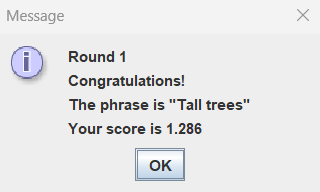 Message
Round 1
Congratulations!
The phrase is "Tall trees"
Your score is 1.286
OK